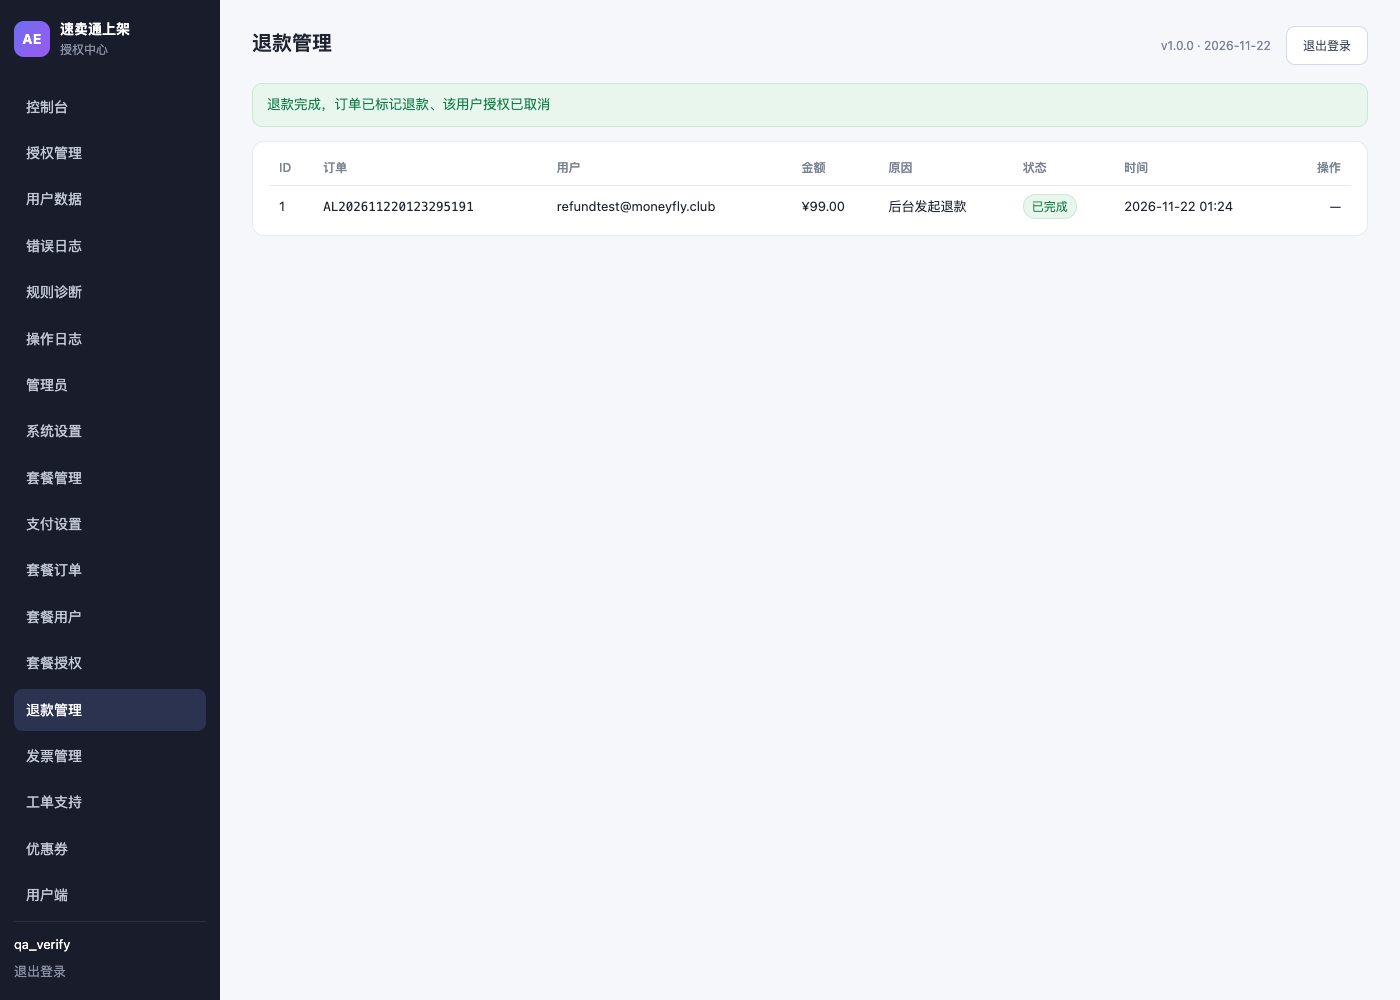 AE
速卖通上架
授权中心
控制台
授权管理
用户数据
错误日志
规则诊断
操作日志
管理员
系统设置
套餐管理
支付设置
套餐订单
套餐用户
套餐授权
退款管理
发票管理
工单支持
优惠券
用户端
qa_verify
退出登录
退款管理
v1.0.0 · 2026-11-22
退出登录
退款完成，订单已标记退款、该用户授权已取消
ID 订单 用户 金额 原因 状态 时间 操作
1 AL202611220123295191 refundtest@moneyfly.club ¥99.00 后台发起退款 已完成 2026-11-22 01:24 —